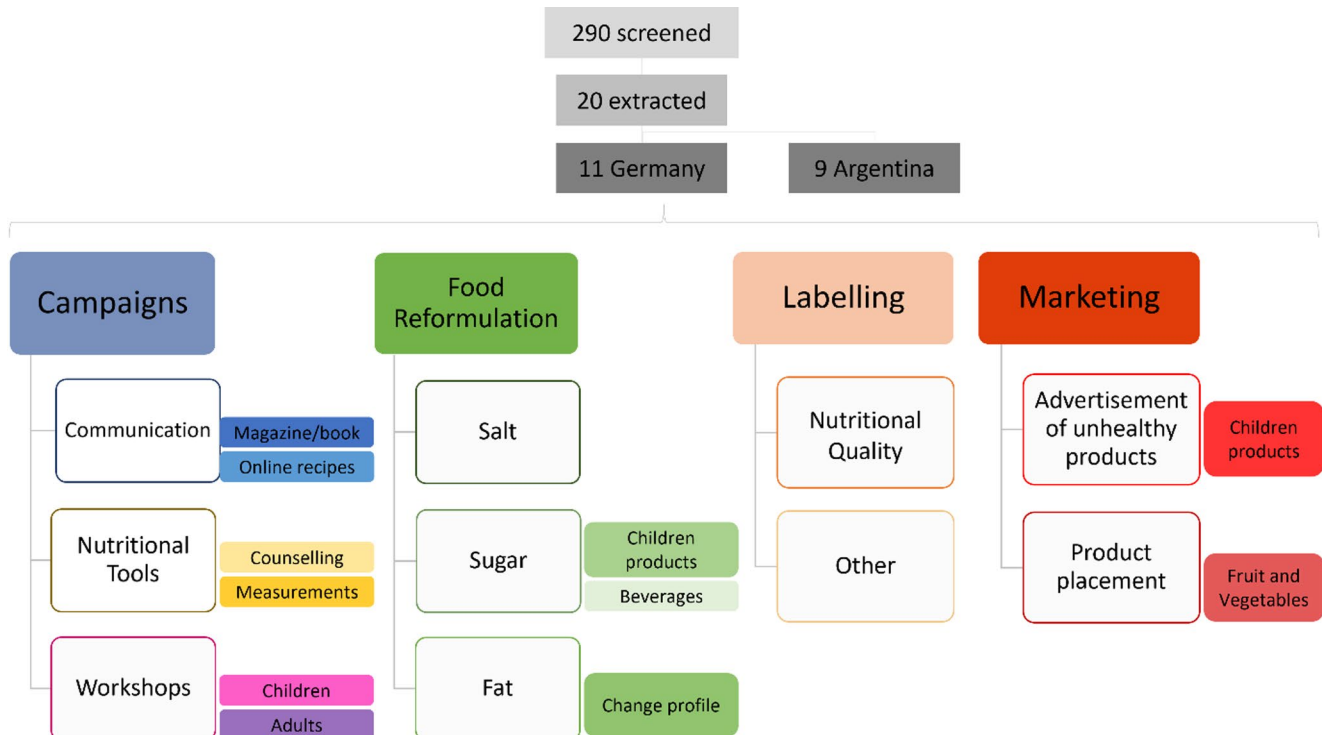 290 screened
20 extracted
11 Germany
9 Argentina
Campaigns
Communication
Magazine/book
Online recipes
Nutritional
Tools
Counselling
Measurements
Workshops
Children
Adults
Food
Reformulation
Salt
Sugar
Children
products
Beverages
Fat
Change profile
Labelling
Nutritional
Quality
Other
Marketing
Advertisement
of unhealthy
products
Children
products
Product
placement
Fruit and
Vegetables